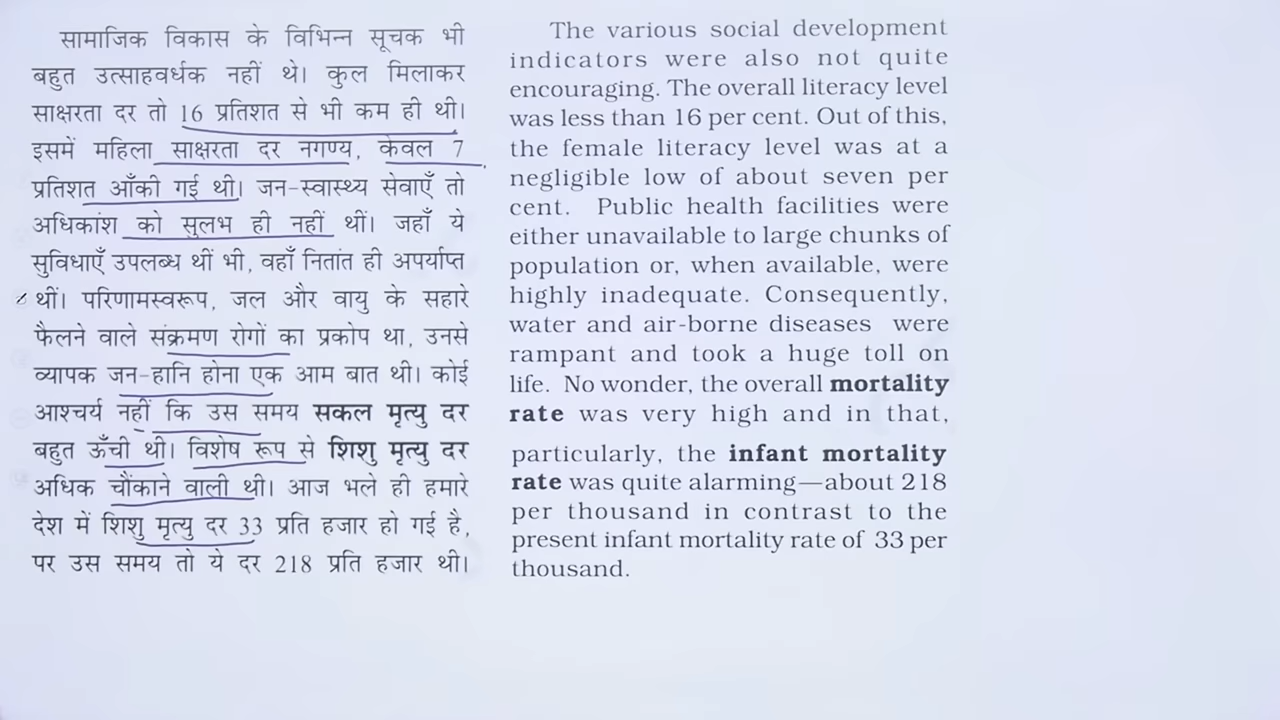 सामाजिक विकास के विभिन्न सूचक भी
बहुत उत्साहवर्धक नहीं थे। कुल मिलाकर
साक्षरता दर तो 16 प्रतिशत से भी कम ही थी।
इसमें महिला साक्षरता दर नगण्य, केवल 7
प्रतिशत आँकी गई थी। जन-स्वास्थ्य सेवाएँ तो
अधिकांश को सुलभ ही नहीं थीं। जहाँ ये
सुविधाएँ उपलब्ध थीं भी, वहाँ नितांत ही अपर्याप्त
थीं। परिणामस्वरूप, जल और वायु के सहारे
फैलने वाले संक्रमण रोगों का प्रकोप था, उनसे
व्यापक जन-हानि होना एक आम बात थी। कोई
आश्चर्य नहीं कि उस समय सकल मृत्यु दर
बहुत ऊँची थी। विशेष रूप से शिशु मृत्यु दर
अधिक चौंकाने वाली थी। आज भले ही हमारे
देश में शिशु मृत्यु दर 33 प्रति हजार हो गई है,
पर उस समय तो ये दर 218 प्रति हजार थी।
The various social development
indicators were also not quite
encouraging. The overall literacy level
was less than 16 per cent. Out of this,
the female literacy level was at a
negligible low of about seven per
cent. Public health facilities were
either unavailable to large chunks of
population or, when available, were
highly inadequate. Consequently,
water and air-borne diseases were
rampant and took a huge toll on
life. No wonder, the overall mortality
rate was very high and in that,
particularly, the infant mortality
rate was quite alarming—about 218
per thousand in contrast to the
present infant mortality rate of 33 per
thousand.